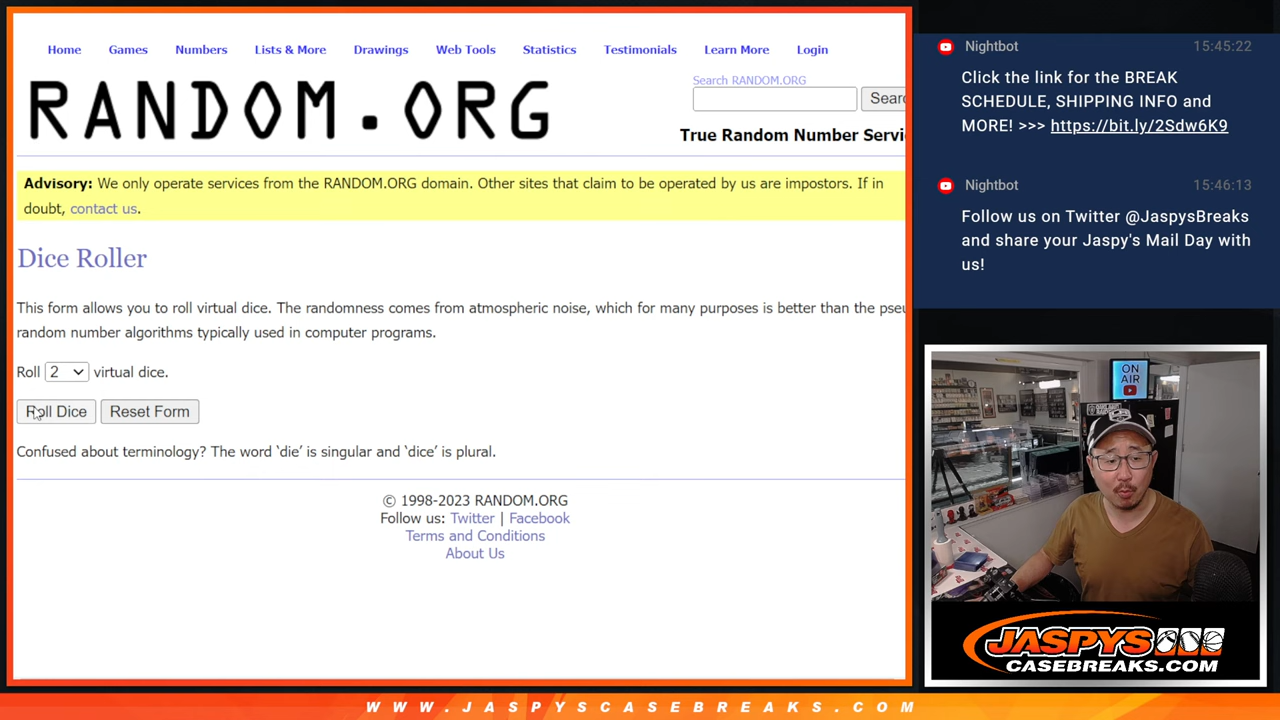 Home Games Numbers Lists & More Drawings Web Tools Statistics Testimonials Learn More Login
RANDOM.ORG
Search RANDOM.ORG
Searc
True Random Number Servi
Advisory: We only operate services from the RANDOM.ORG domain. Other sites that claim to be operated by us are impostors. If in
doubt, contact us.
Dice Roller
This form allows you to roll virtual dice. The randomness comes from atmospheric noise, which for many purposes is better than the pseu
random number algorithms typically used in computer programs.
Roll 2 virtual dice.
Roll Dice Reset Form
Confused about terminology? The word ‘die’ is singular and ‘dice’ is plural.
© 1998-2023 RANDOM.ORG
Follow us: Twitter | Facebook
Terms and Conditions
About Us
Nightbot 15:45:22
Click the link for the BREAK
SCHEDULE, SHIPPING INFO and
MORE! >>> https://bit.ly/2Sdw6K9
Nightbot 15:46:13
Follow us on Twitter @JaspysBreaks
and share your Jaspy's Mail Day with
us!
ON
AIR
JASPYS
CASEBREAKS.COM
WWW.JASPYSCASEBREAKS.COM